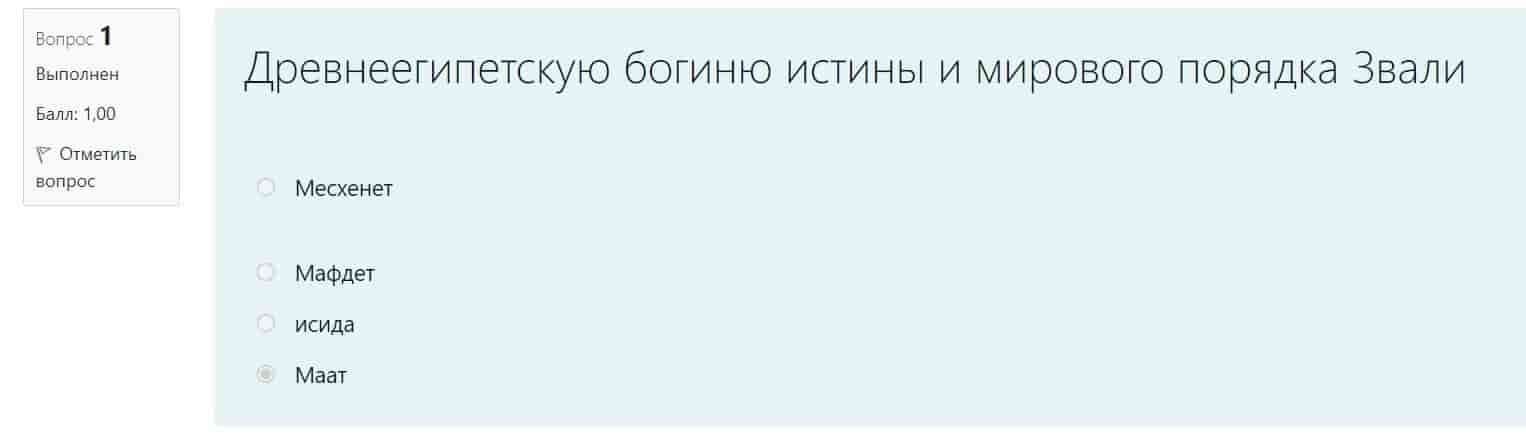 Вопрос 1
Выполнен
Балл: 1,00
Отметить
вопрос
Древнеегипетскую богиню истины и мирового порядка Звали
Месхенет
Мафдет
исида
Маат